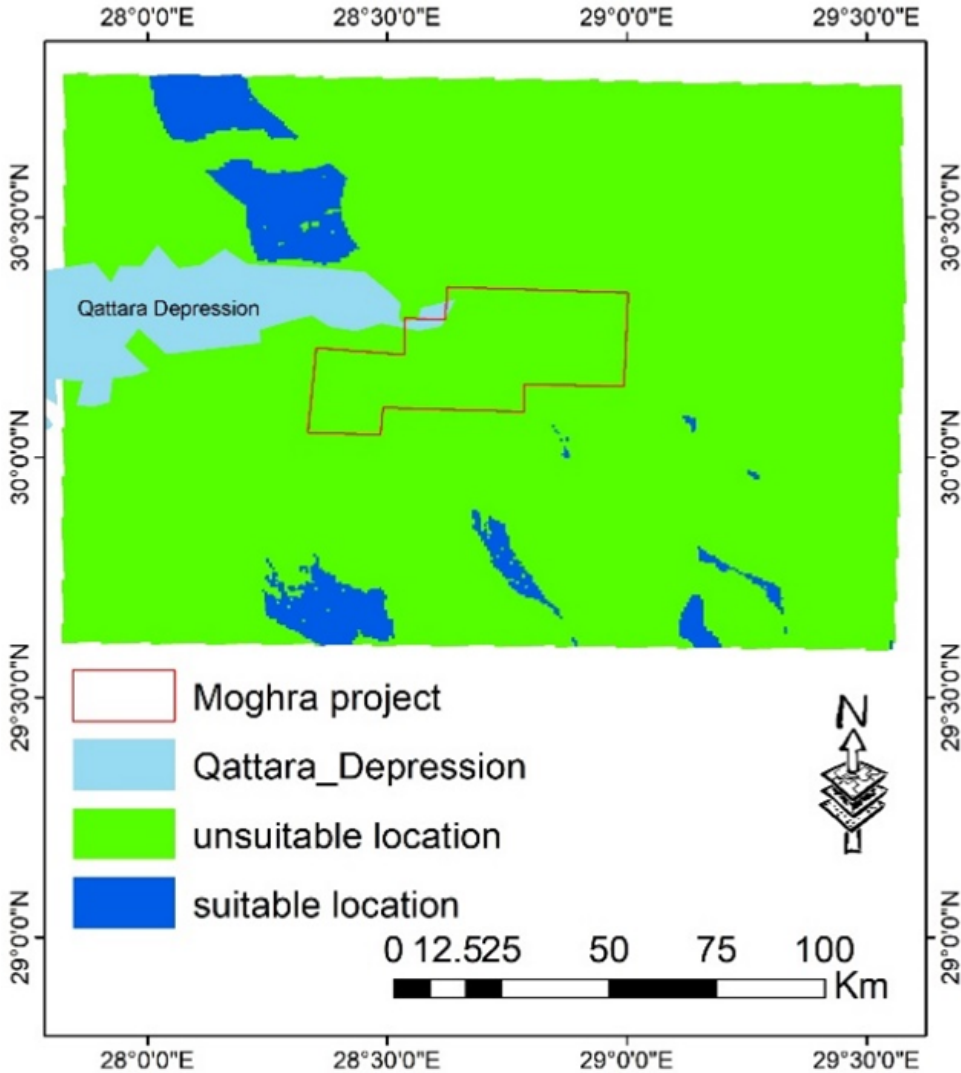 28°0'0"E 28°30'0"E 29°0'0"E 29°30'0"E
30°30'0"N
30°30'0"N
Qattara Depression
30°0'0"N
30°0'0"N
29°30'0"N
29°30'0"N
Moghra project
N
Qattara_Depression
unsuitable location
suitable location
29°0'0"N
29°0'0"N
0 12.525 50 75 100
Km
28°0'0"E 28°30'0"E 29°0'0"E 29°30'0"E